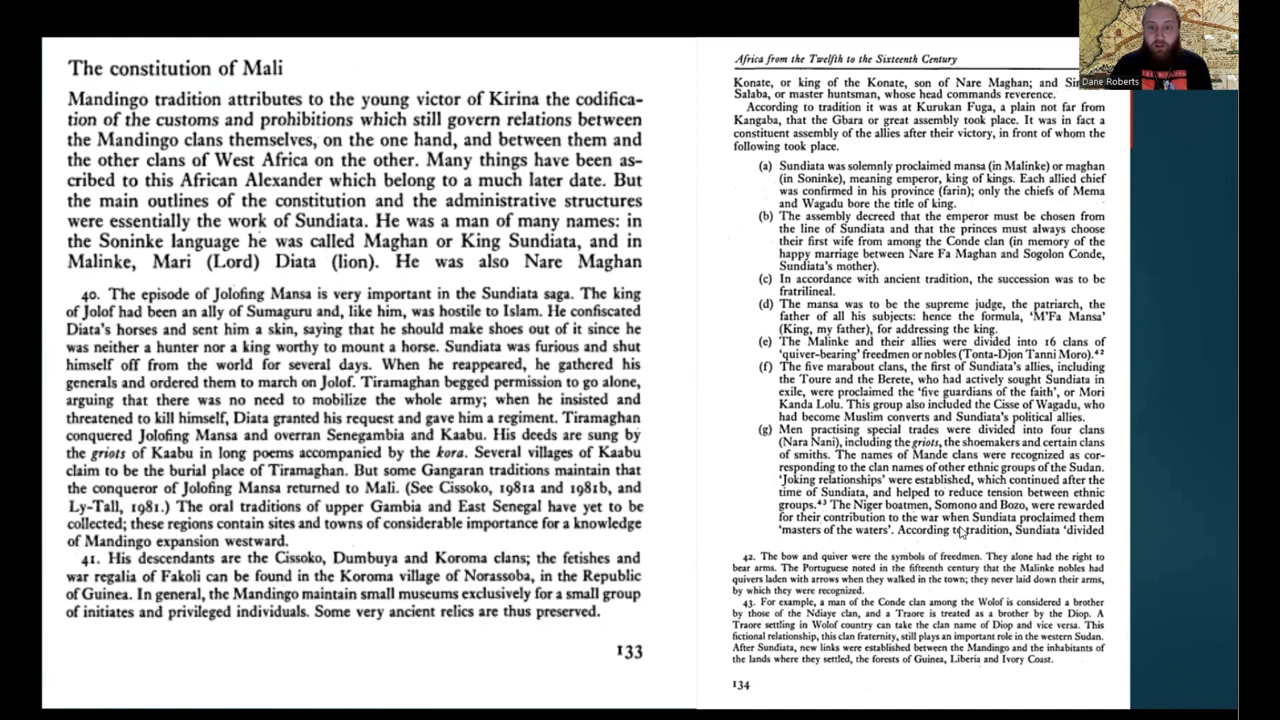 The constitution of Mali
Mandingo tradition attributes to the young victor of Kirina the codifica-
tion of the customs and prohibitions which still govern relations between
the Mandingo clans themselves, on the one hand, and between them and
the other clans of West Africa on the other. Many things have been as-
cribed to this African Alexander which belong to a much later date. But
the main outlines of the constitution and the administrative structures
were essentially the work of Sundiata. He was a man of many names: in
the Soninke language he was called Maghan or King Sundiata, and in
Malinke, Mari (Lord) Diata (lion). He was also Nare Maghan
40. The episode of Jolofing Mansa is very important in the Sundiata saga. The king
of Jolof had been an ally of Sumaguru and, like him, was hostile to Islam. He confiscated
Diata's horses and sent him a skin, saying that he should make shoes out of it since he
was neither a hunter nor a king worthy to mount a horse. Sundiata was furious and shut
himself off from the world for several days. When he reappeared, he gathered his
generals and ordered them to march on Jolof. Tiramaghan begged permission to go alone,
arguing that there was no need to mobilize the whole army; when he insisted and
threatened to kill himself, Diata granted his request and gave him a regiment. Tiramaghan
conquered Jolofing Mansa and overran Senegambia and Kaabu. His deeds are sung by
the griots of Kaabu in long poems accompanied by the kora. Several villages of Kaabu
claim to be the burial place of Tiramaghan. But some Gangaran traditions maintain that
the conqueror of Jolofing Mansa returned to Mali. (See Cissoko, 1981a and 1981b, and
Ly-Tall, 1981.) The oral traditions of upper Gambia and East Senegal have yet to be
collected; these regions contain sites and towns of considerable importance for a knowledge
of Mandingo expansion westward.
41. His descendants are the Cissoko, Dumbuya and Koroma clans; the fetishes and
war regalia of Fakoli can be found in the Koroma village of Norassoba, in the Republic
of Guinea. In general, the Mandingo maintain small museums exclusively for a small group
of initiates and privileged individuals. Some very ancient relics are thus preserved.
133
Africa from the Twelfth to the Sixteenth Century
Konate, or king of the Konate, son of Nare Maghan; and
Salaba, or master huntsman, whose head commands reverence.
According to tradition it was at Kurukan Fuga, a plain not far from
Kangaba, that the Gbara or great assembly took place. It was in fact a
constituent assembly of the allies after their victory, in front of whom the
following took place.
(a) Sundiata was solemnly proclaimed mansa (in Malinke) or maghan
(in Soninke), meaning emperor, king of kings. Each allied chief
was confirmed in his province (farin); only the chiefs of Mema
and Wagadu bore the title of king.
(b) The assembly decreed that the emperor must be chosen from
the line of Sundiata and that the princes must always choose
their first wife from among the Conde clan (in memory of the
happy marriage between Nare Fa Maghan and Sogolon Conde,
Sundiata's mother).
(c) In accordance with ancient tradition, the succession was to be
fratrilineal.
(d) The mansa was to be the supreme judge, the patriarch, the
father of all his subjects: hence the formula, 'M'Fa Mansa'
(King, my father), for addressing the king.
(e) The Malinke and their allies were divided into 16 clans of
'quiver-bearing' freedmen or nobles (Tonta-Djon Tanni Moro).42
(f) The five marabout clans, the first of Sundiata's allies, including
the Toure and the Berete, who had actively sought Sundiata in
exile, were proclaimed the 'five guardians of the faith', or Mori
Kanda Lolu. This group also included the Cisse of Wagadu, who
had become Muslim converts and Sundiata's political allies.
(g) Men practising special trades were divided into four clans
(Nara Nani), including the griots, the shoemakers and certain clans
of smiths. The names of Mande clans were recognized as cor-
responding to the clan names of other ethnic groups of the Sudan.
'Joking relationships' were established, which continued after the
time of Sundiata, and helped to reduce tension between ethnic
groups.43 The Niger boatmen, Somono and Bozo, were rewarded
for their contribution to the war when Sundiata proclaimed them
'masters of the waters'. According to tradition, Sundiata 'divided
42. The bow and quiver were the symbols of freedmen. They alone had the right to
bear arms. The Portuguese noted in the fifteenth century that the Malinke nobles had
quivers laden with arrows when they walked in the town; they never laid down their arms,
by which they were recognized.
43. For example, a man of the Conde clan among the Wolof is considered a brother
by those of the Ndiaye clan, and a Traore is treated as a brother by the Diop. A
Traore settling in Wolof country can take the clan name of Diop and vice versa. This
fictional relationship, this clan fraternity, still plays an important role in the western Sudan.
After Sundiata, new links were established between the Mandingo and the inhabitants of
the lands where they settled, the forests of Guinea, Liberia and Ivory Coast.
134
Dane Roberts